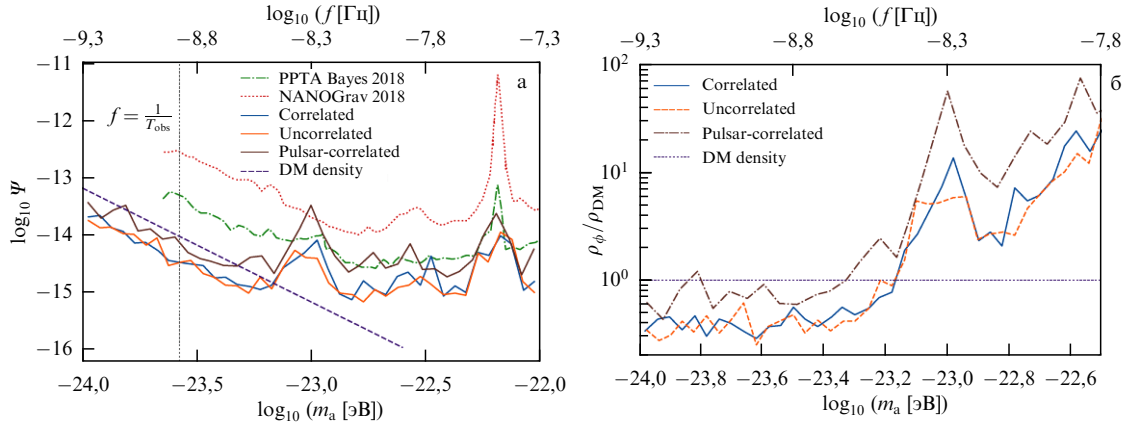 log₁₀ (f [Гц])
−9,3 −8,8 −8,3 −7,8 −7,3
а
PPTA Bayes 2018
NANOGrav 2018
Correlated
Uncorrelated
Pulsar-correlated
DM density
f = 1/T_obs
log₁₀ Ψ
−11
−12
−13
−14
−15
−16
−24,0 −23,5 −23,0 −22,5 −22,0
log₁₀ (mₐ [эВ])
log₁₀ (f [Гц])
−9,3 −8,8 −8,3 −7,8
б
Correlated
Uncorrelated
Pulsar-correlated
DM density
ρ_ϕ/ρ_DM
10²
10¹
10⁰
−24,0 −23,8 −23,6 −23,4 −23,2 −23,0 −22,8 −22,6
log₁₀ (mₐ [эВ])